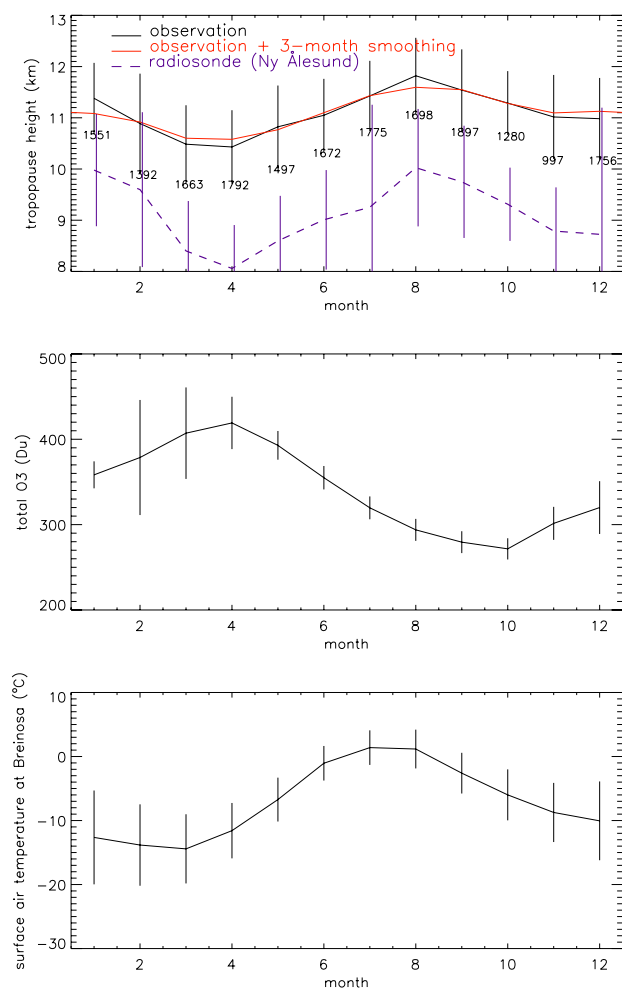 observation
observation + 3-month smoothing
radiosonde (Ny Ålesund)
tropopause height (km)
13
12
11
10
9
8
1551
1392
1663
1792
1497
1672
1775
1698
1897
1280
997
1756
2 4 6 8 10 12
month
total O3 (Du)
500
400
300
200
2 4 6 8 10 12
month
surface air temperature at Breinosa (°C)
10
0
-10
-20
-30
2 4 6 8 10 12
month